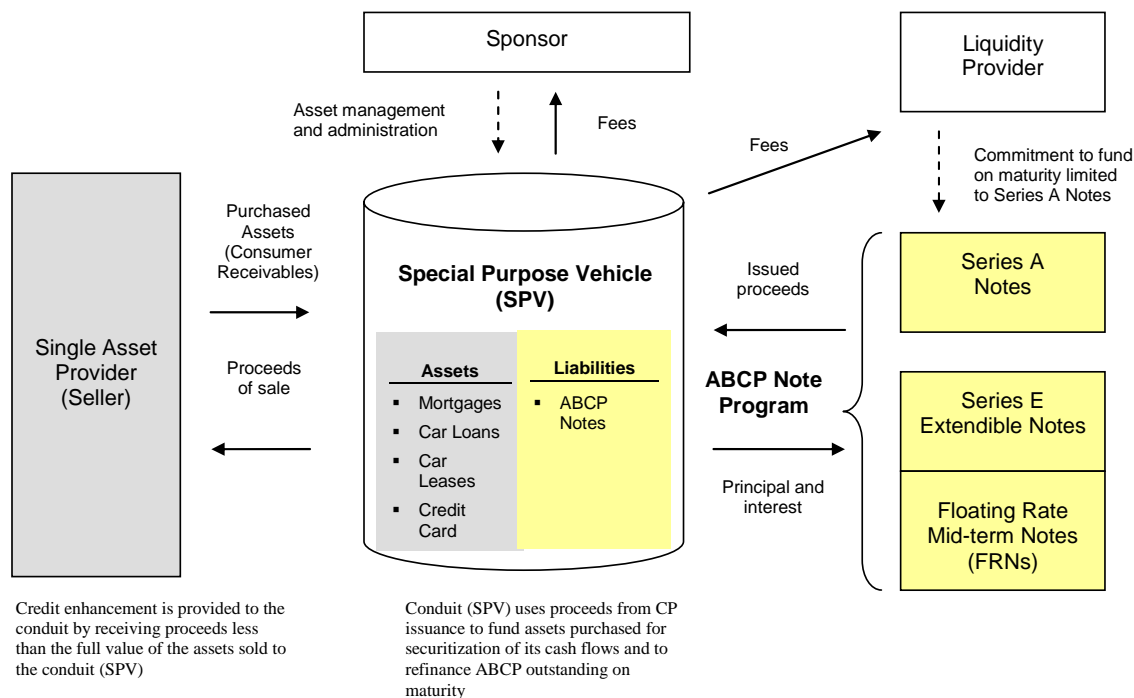 Sponsor
Liquidity
Provider
Asset management
and administration
Fees
Fees
Commitment to fund
on maturity limited
to Series A Notes
Purchased
Assets
(Consumer
Receivables)
Single Asset
Provider
(Seller)
Proceeds
of sale
Special Purpose Vehicle
(SPV)
Assets
▪ Mortgages
▪ Car Loans
▪ Car
Leases
▪ Credit
Card
Liabilities
▪ ABCP
Notes
Issued
proceeds
ABCP Note
Program
Principal and
interest
Series A
Notes
Series E
Extendible Notes
Floating Rate
Mid-term Notes
(FRNs)
Credit enhancement is provided to the
conduit by receiving proceeds less
than the full value of the assets sold to
the conduit (SPV)
Conduit (SPV) uses proceeds from CP
issuance to fund assets purchased for
securitization of its cash flows and to
refinance ABCP outstanding on
maturity